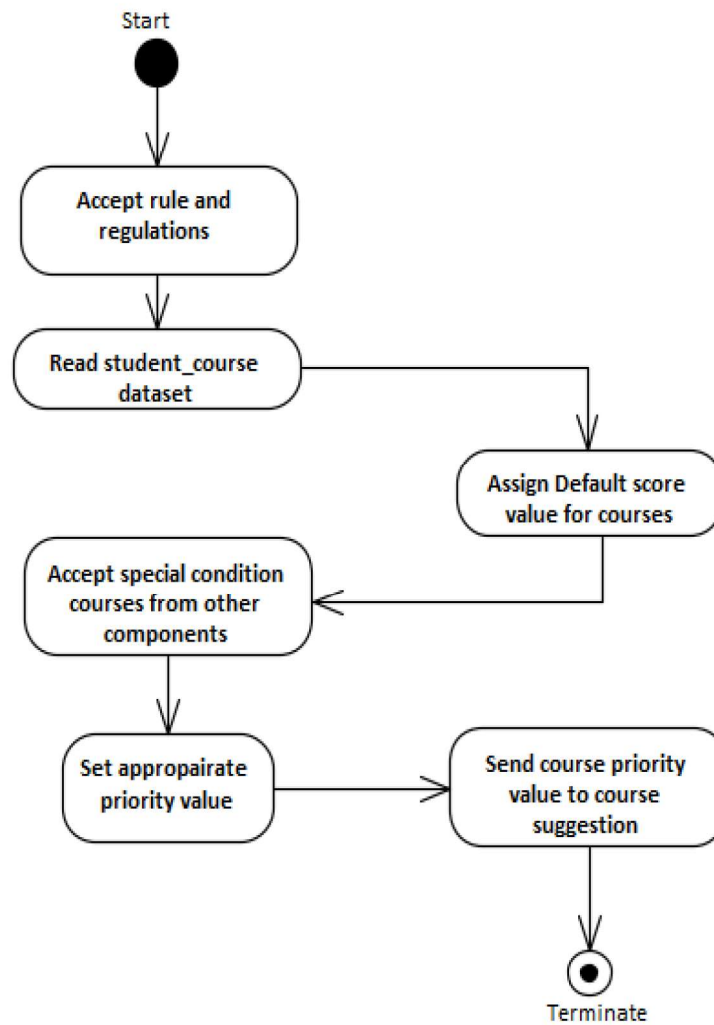 Start
Accept rule and
regulations
Read student_course
dataset
Assign Default score
value for courses
Accept special condition
courses from other
components
Set appropairate
priority value
Send course priority
value to course
suggestion
Terminate